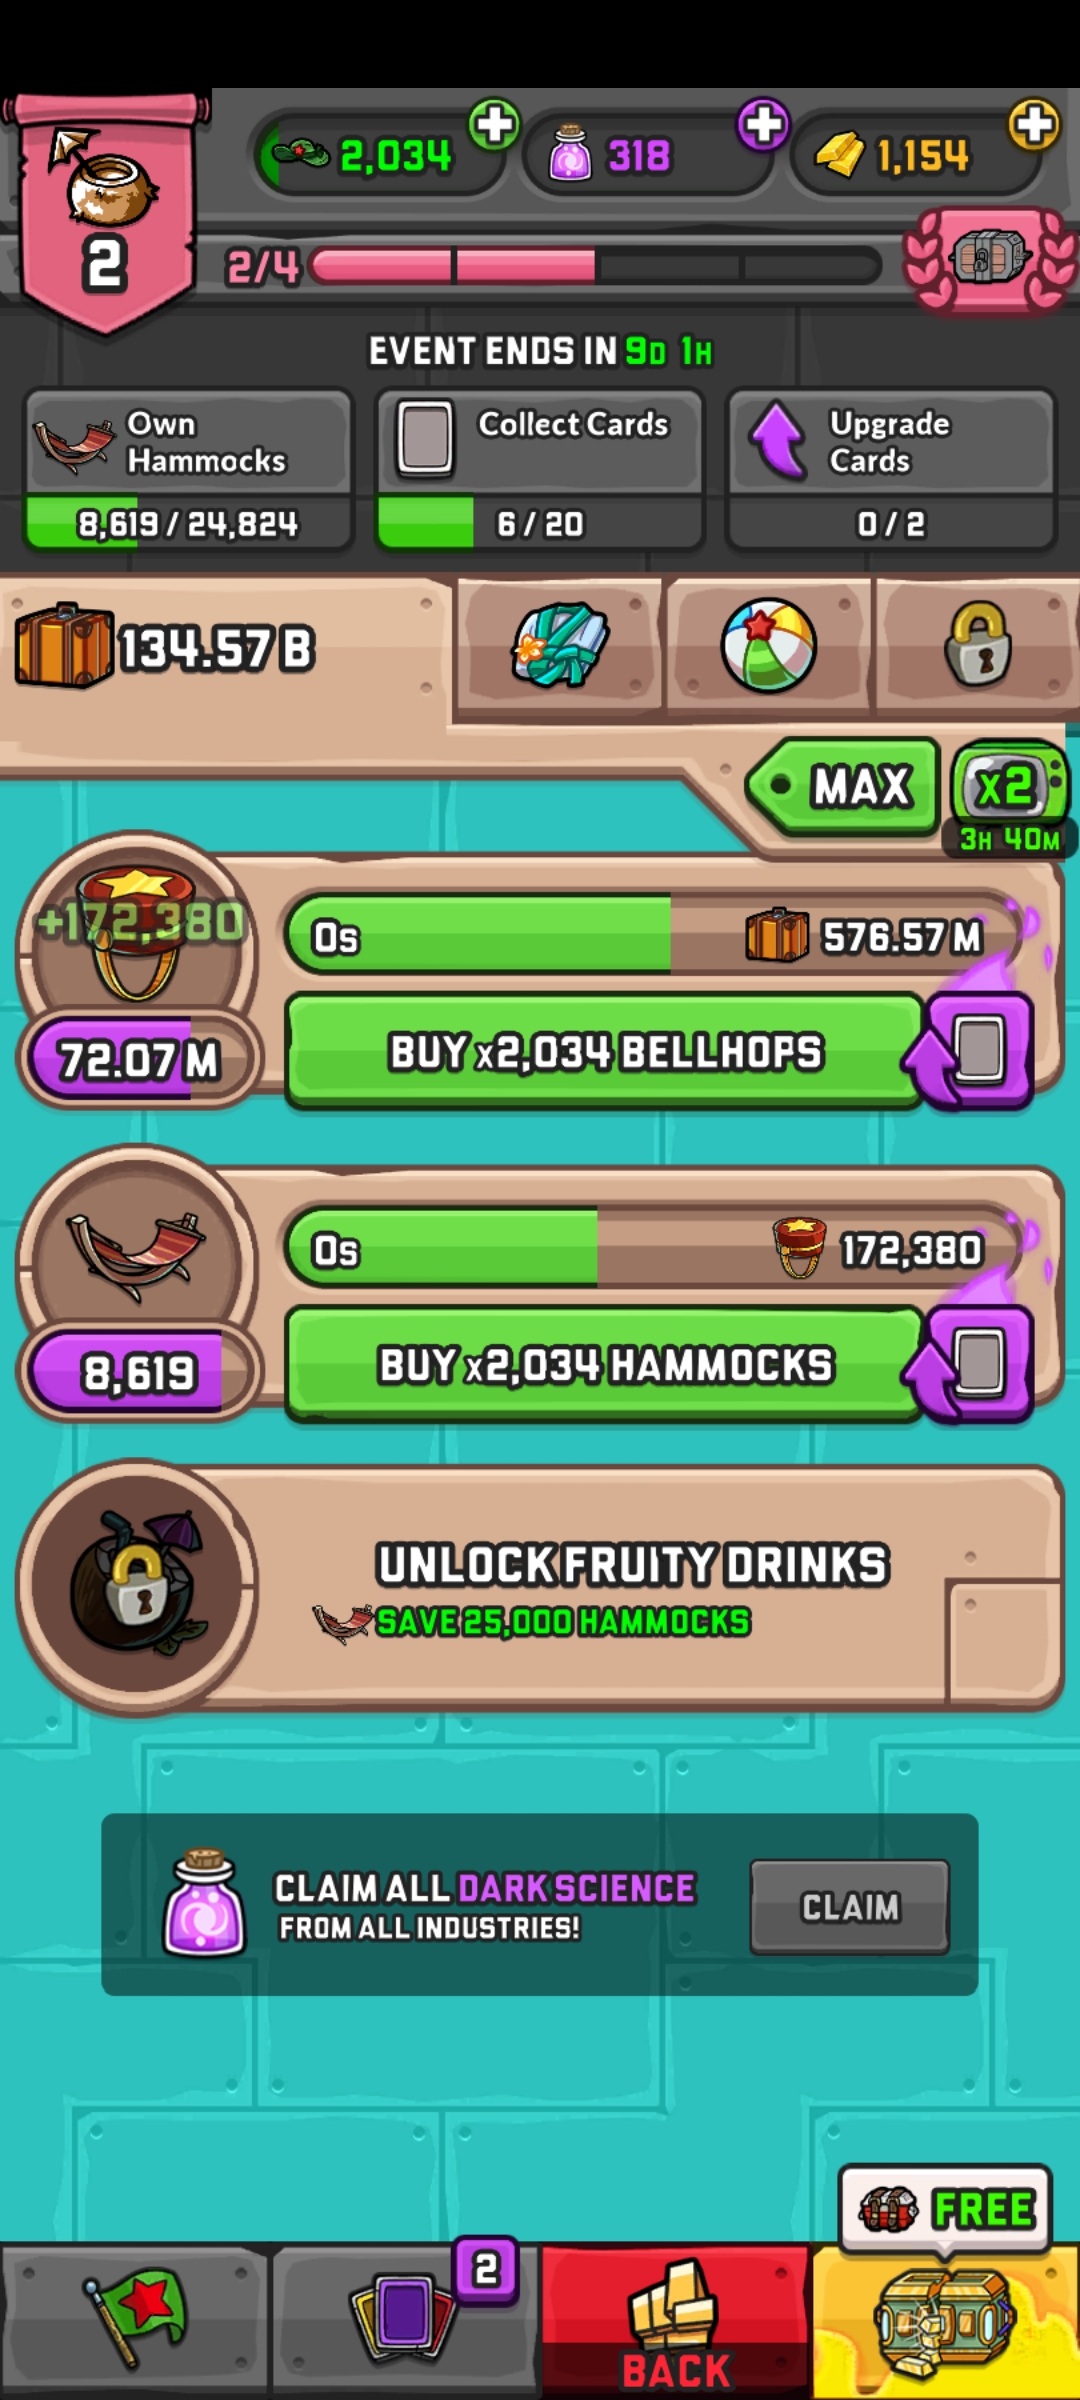 2,034
318
1,154
2
2/4
EVENT ENDS IN 9D 1H
Own
Hammocks
8,619 / 24,824
Collect Cards
6 / 20
Upgrade
Cards
0 / 2
134.57 B
MAX
x2
3H 40M
+172,380
0s
576.57 M
72.07 M
BUY x2,034 BELLHOPS
0s
172,380
8,619
BUY x2,034 HAMMOCKS
UNLOCK FRUITY DRINKS
SAVE 25,000 HAMMOCKS
CLAIM ALL DARK SCIENCE
FROM ALL INDUSTRIES!
CLAIM
FREE
2
BACK